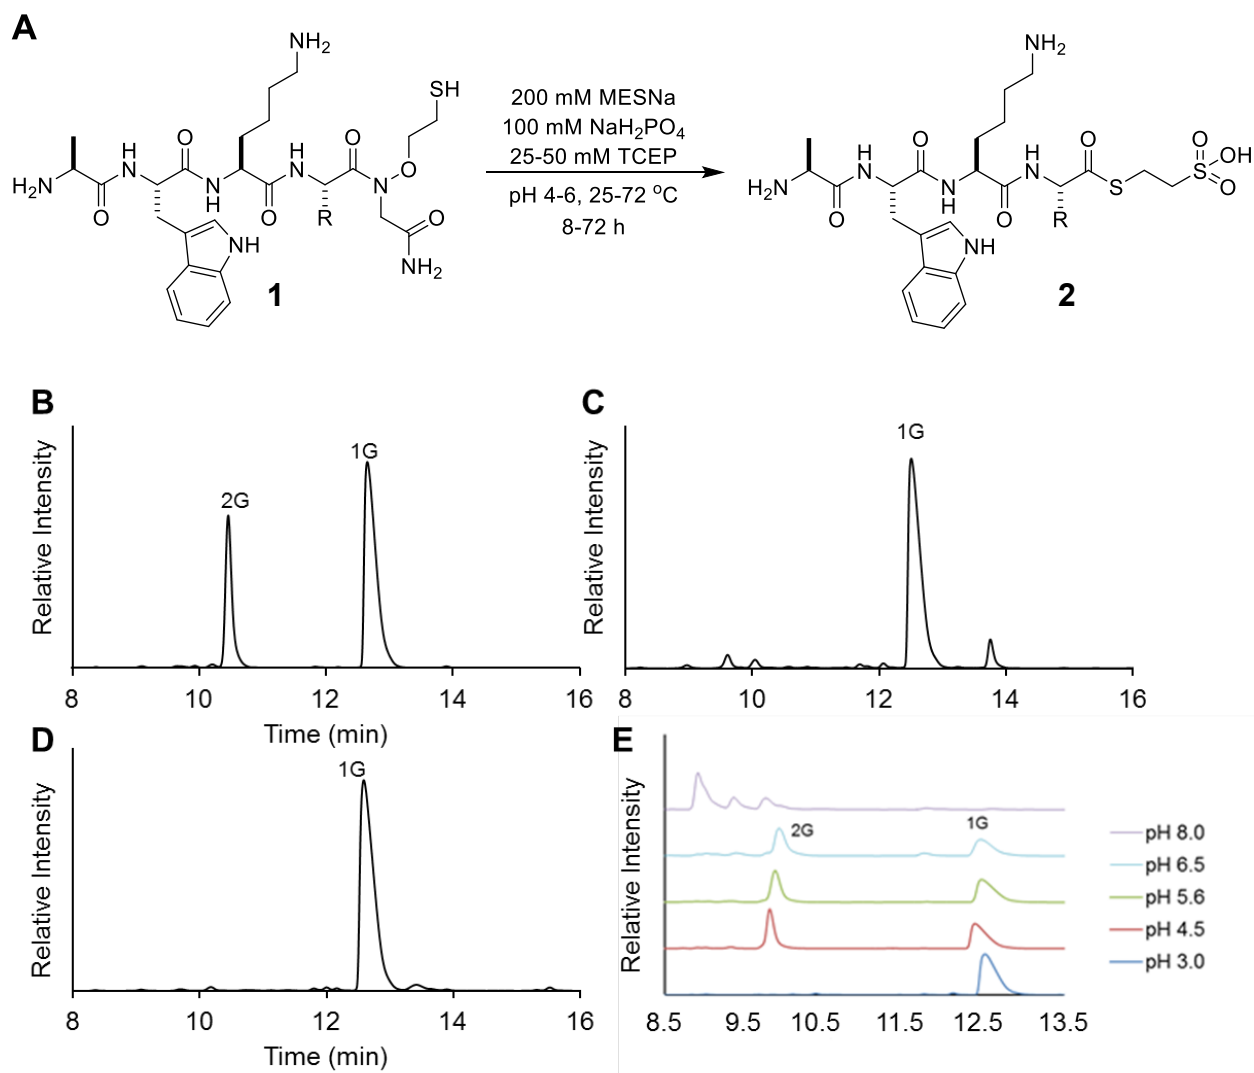 A
NH₂
SH
O
H
N
O
H
N
O
O
N
H₂N
O
N
H
O
R
O
NH₂
NH
1
200 mM MESNa
100 mM NaH₂PO₄
25-50 mM TCEP
pH 4-6, 25-72 °C
8-72 h
NH₂
H
N
O
H
N
O
O
S
OH
O
S
H₂N
O
N
H
O
R
NH
2
B
Relative Intensity
2G
1G
8 10 12 14 16
Time (min)
C
Relative Intensity
1G
8 10 12 14 16
D
Relative Intensity
1G
8 10 12 14 16
Time (min)
E
Relative Intensity
2G
1G
pH 8.0
pH 6.5
pH 5.6
pH 4.5
pH 3.0
8.5 9.5 10.5 11.5 12.5 13.5